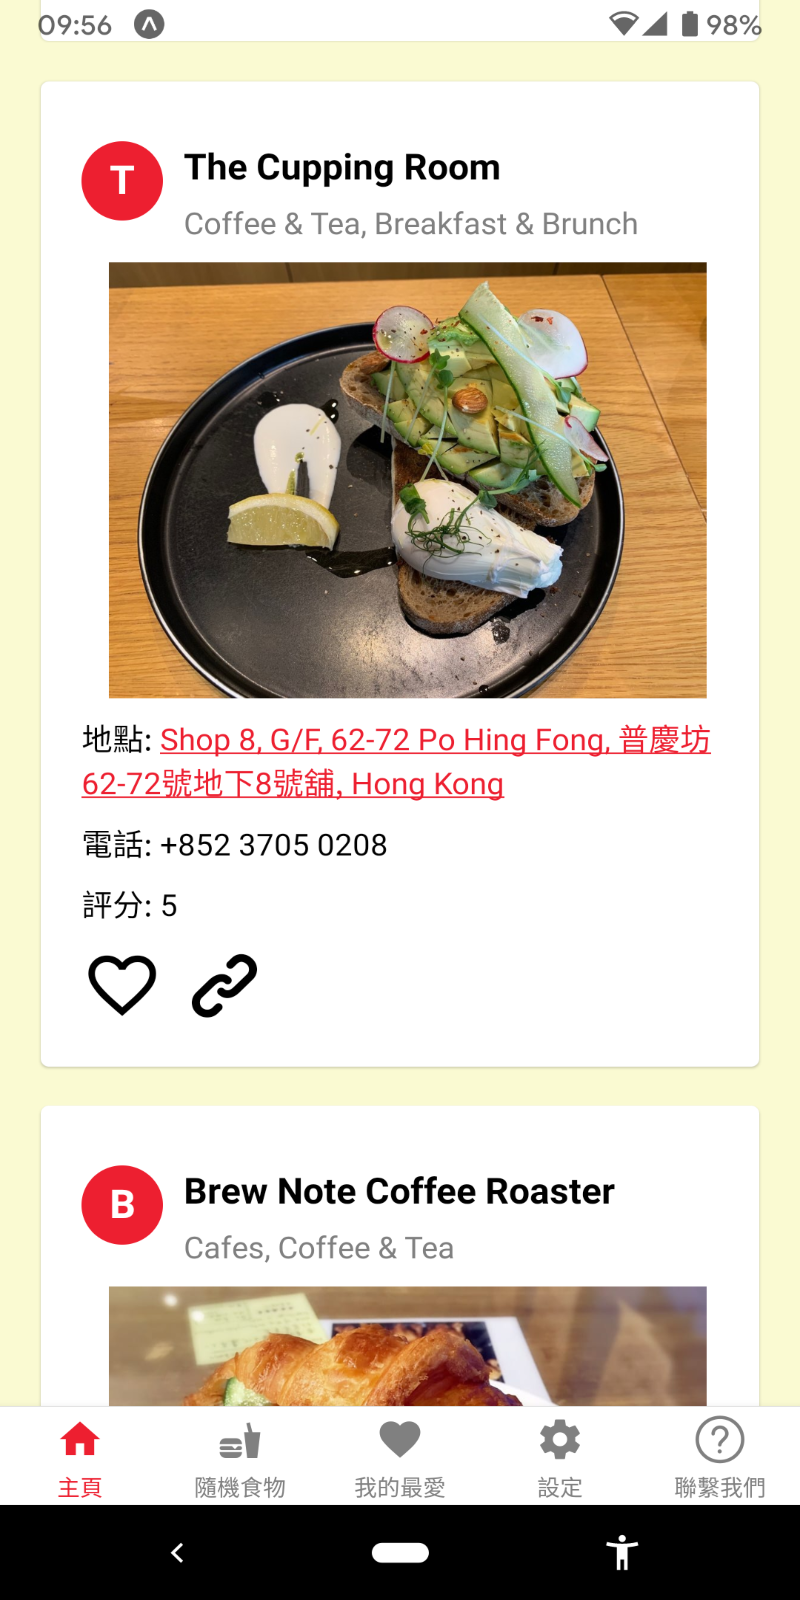 09:56
98%
T
The Cupping Room
Coffee & Tea, Breakfast & Brunch
地點: Shop 8, G/F, 62-72 Po Hing Fong, 普慶坊
62-72號地下8號舖, Hong Kong
電話: +852 3705 0208
評分: 5
B
Brew Note Coffee Roaster
Cafes, Coffee & Tea
主頁
隨機食物
我的最愛
設定
聯繫我們